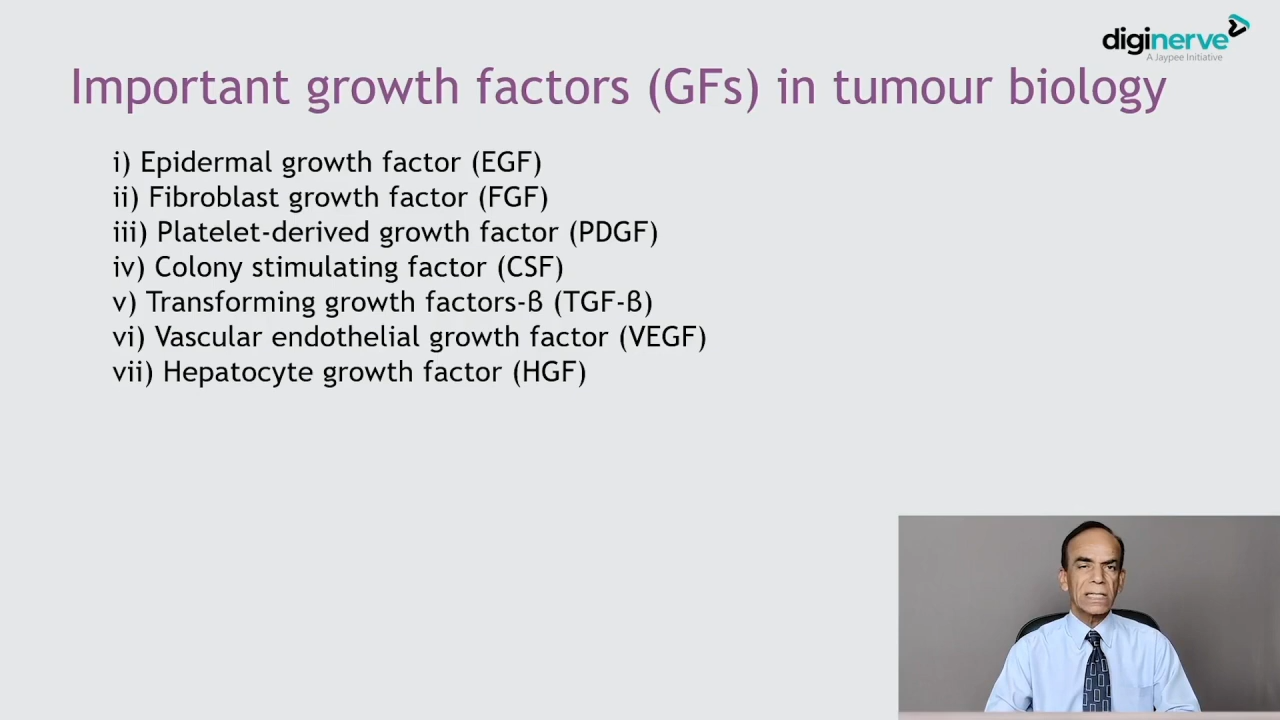 diginerve
A Jaypee Initiative
Important growth factors (GFs) in tumour biology
i) Epidermal growth factor (EGF)
ii) Fibroblast growth factor (FGF)
iii) Platelet-derived growth factor (PDGF)
iv) Colony stimulating factor (CSF)
v) Transforming growth factors-ß (TGF-ß)
vi) Vascular endothelial growth factor (VEGF)
vii) Hepatocyte growth factor (HGF)